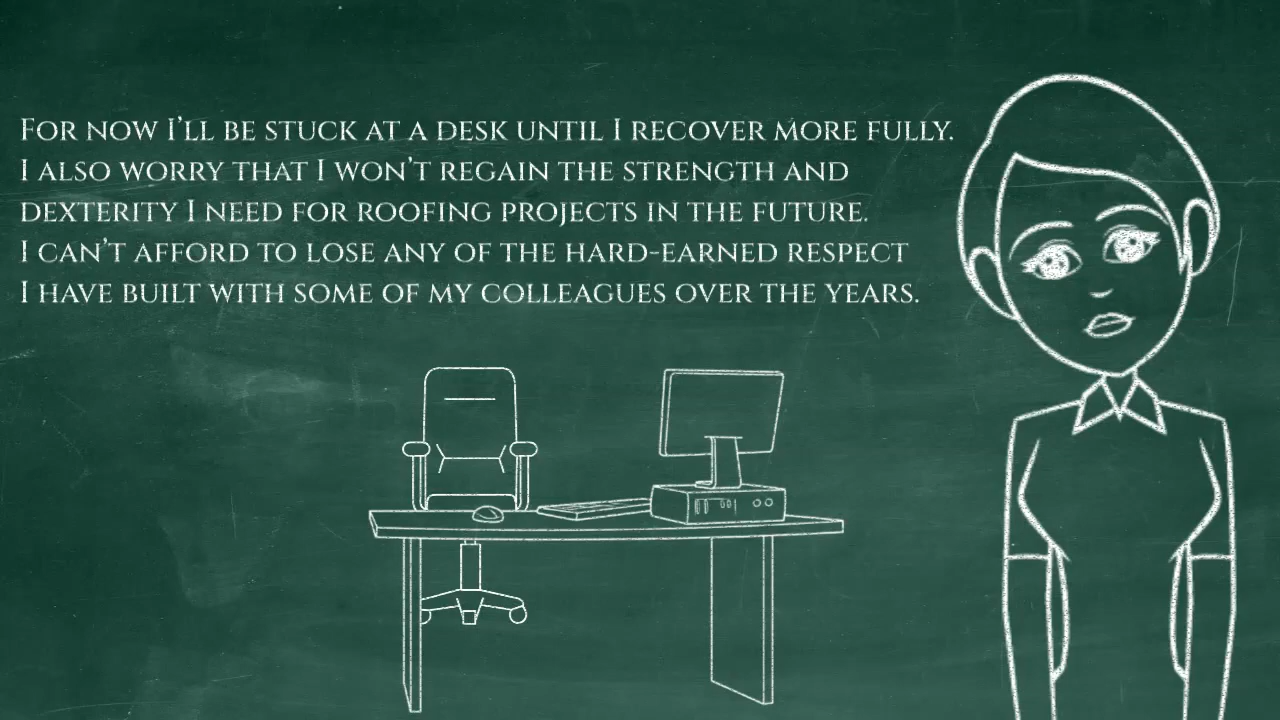 For now I'll be stuck at a desk until I recover more fully.
I also worry that I won't regain the strength and
dexterity I need for roofing projects in the future.
I can't afford to lose any of the hard-earned respect
I have built with some of my colleagues over the years.